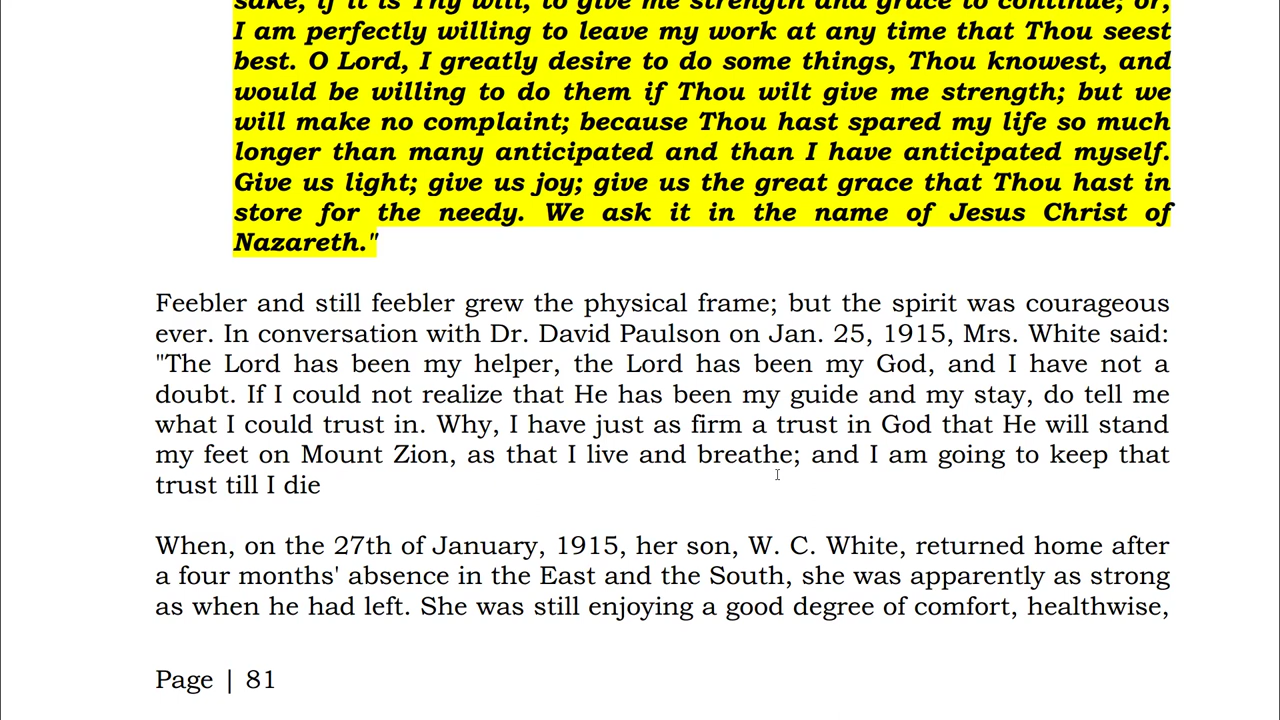 sake, if it is Thy will, to give me strength and grace to continue; or,
I am perfectly willing to leave my work at any time that Thou seest
best. O Lord, I greatly desire to do some things, Thou knowest, and
would be willing to do them if Thou wilt give me strength; but we
will make no complaint; because Thou hast spared my life so much
longer than many anticipated and than I have anticipated myself.
Give us light; give us joy; give us the great grace that Thou hast in
store for the needy. We ask it in the name of Jesus Christ of
Nazareth."
Feebler and still feebler grew the physical frame; but the spirit was courageous
ever. In conversation with Dr. David Paulson on Jan. 25, 1915, Mrs. White said:
"The Lord has been my helper, the Lord has been my God, and I have not a
doubt. If I could not realize that He has been my guide and my stay, do tell me
what I could trust in. Why, I have just as firm a trust in God that He will stand
my feet on Mount Zion, as that I live and breathe; and I am going to keep that
trust till I die
When, on the 27th of January, 1915, her son, W. C. White, returned home after
a four months' absence in the East and the South, she was apparently as strong
as when he had left. She was still enjoying a good degree of comfort, healthwise,
Page | 81